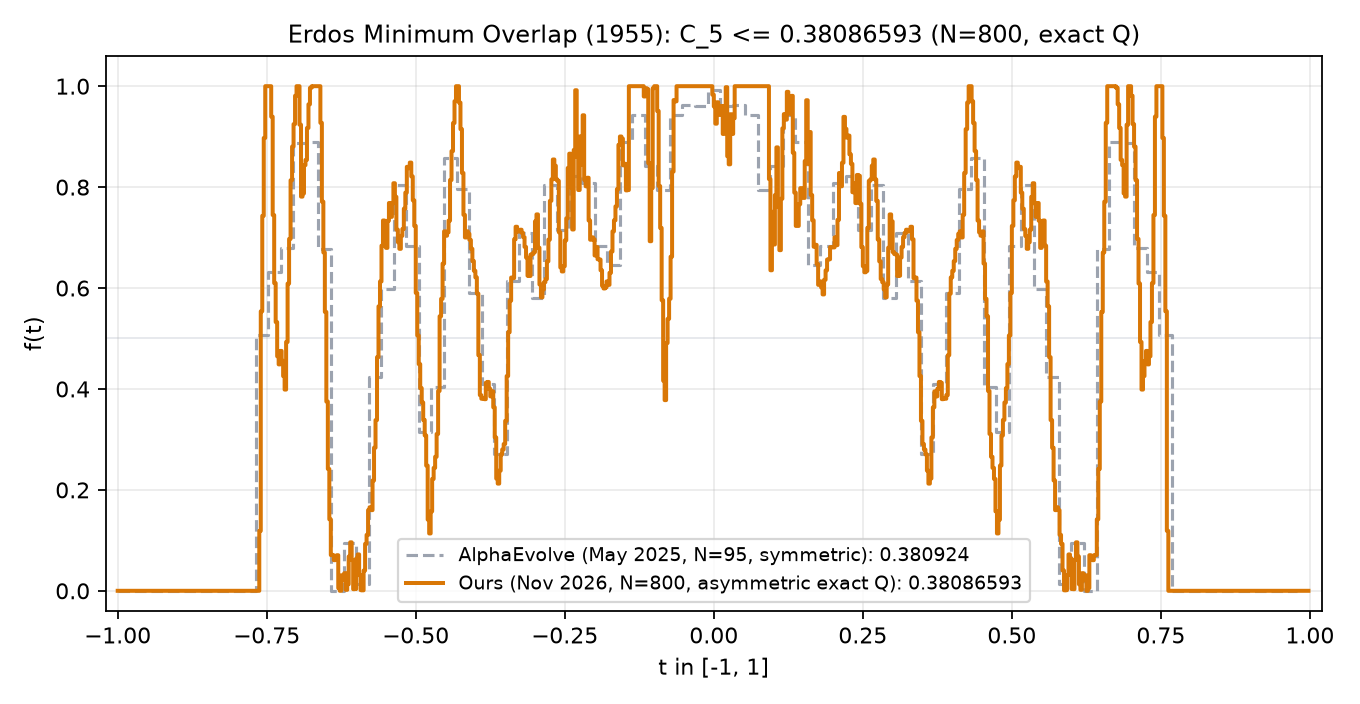 Erdos Minimum Overlap (1955): C_5 <= 0.38086593 (N=800, exact Q)
f(t)
1.0
0.8
0.6
0.4
0.2
0.0
AlphaEvolve (May 2025, N=95, symmetric): 0.380924
Ours (Nov 2026, N=800, asymmetric exact Q): 0.38086593
−1.00 −0.75 −0.50 −0.25 0.00 0.25 0.50 0.75 1.00
t in [-1, 1]